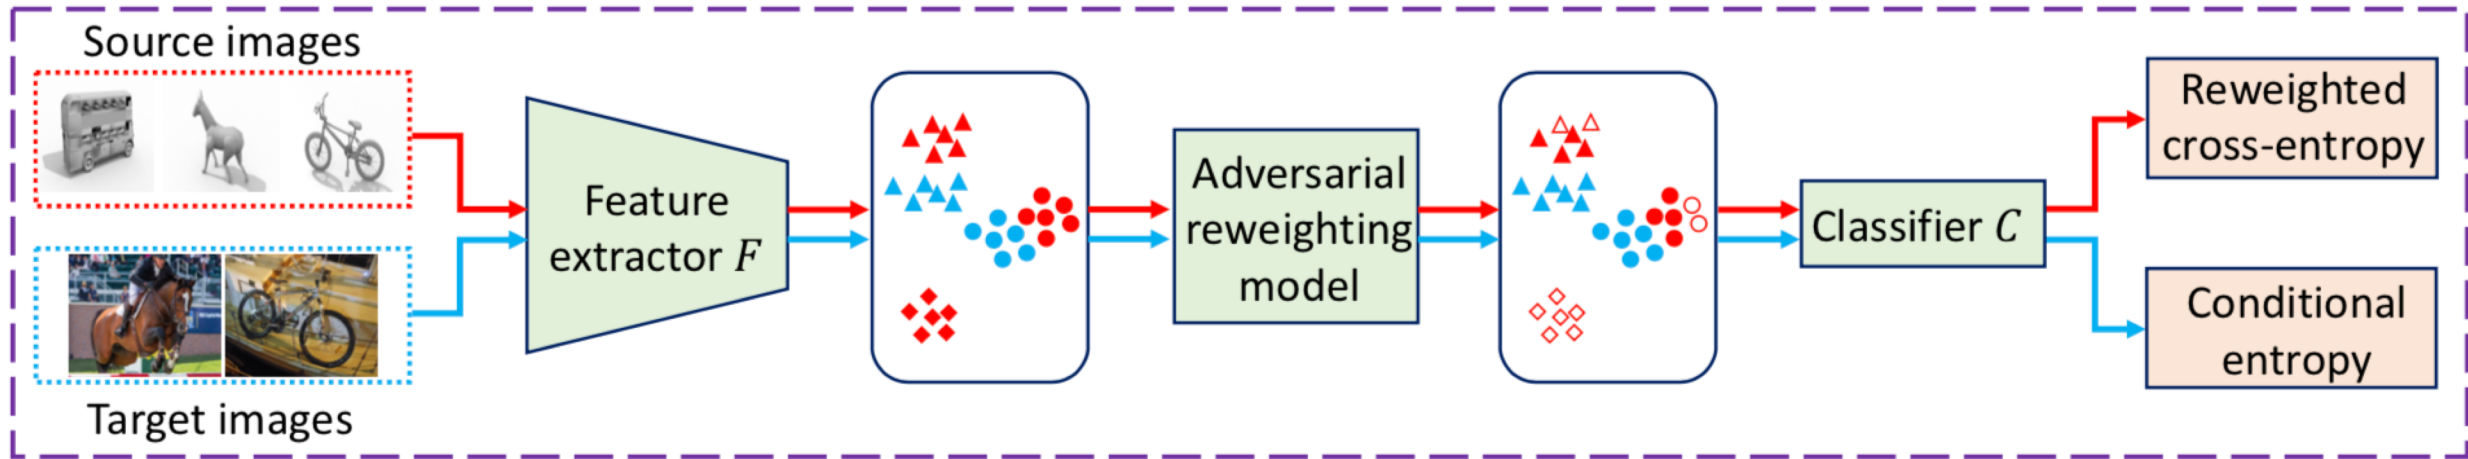 Source images
Target images
Feature
extractor F
Adversarial
reweighting
model
Classifier C
Reweighted
cross-entropy
Conditional
entropy